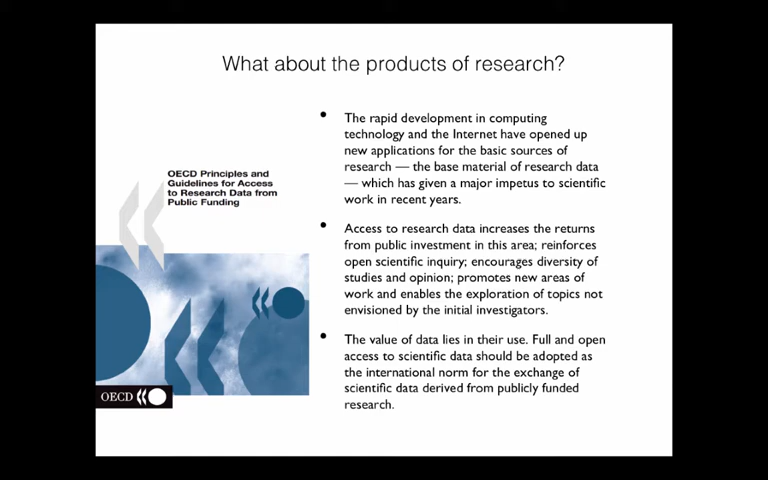 What about the products of research?
OECD Principles and
Guidelines for Access
to Research Data from
Public Funding
OECD
• The rapid development in computing
technology and the Internet have opened up
new applications for the basic sources of
research — the base material of research data
— which has given a major impetus to scientific
work in recent years.
• Access to research data increases the returns
from public investment in this area; reinforces
open scientific inquiry; encourages diversity of
studies and opinion; promotes new areas of
work and enables the exploration of topics not
envisioned by the initial investigators.
• The value of data lies in their use. Full and open
access to scientific data should be adopted as
the international norm for the exchange of
scientific data derived from publicly funded
research.